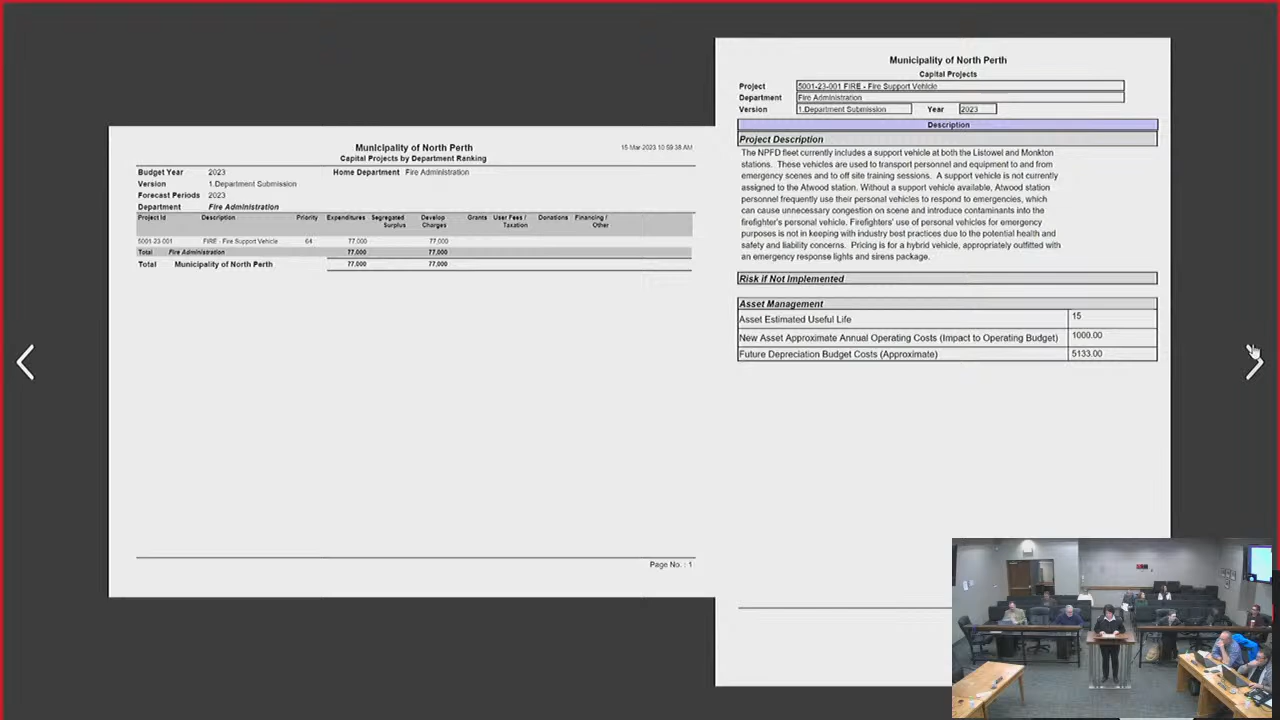 Municipality of North Perth
15 Mar 2023 10 59 38 AM
Capital Projects by Department Ranking
Budget Year 2023 Home Department Fire Administration
Version 1.Department Submission
Forecast Periods 2023
Department Fire Administration
Project Id Description Priority Expenditures Segregated Surplus Develop Charges Grants User Fees / Taxation Donations Financing / Other
5001-23-001 FIRE - Fire Support Vehicle 64 77,000 77,000
Total Fire Administration 77,000 77,000
Total Municipality of North Perth 77,000 77,000
Page No. : 1
Municipality of North Perth
Capital Projects
Project 5001-23-001 FIRE - Fire Support Vehicle
Department Fire Administration
Version 1.Department Submission Year 2023
Description
Project Description
The NPFD fleet currently includes a support vehicle at both the Listowel and Monkton
stations. These vehicles are used to transport personnel and equipment to and from
emergency scenes and to off site training sessions. A support vehicle is not currently
assigned to the Atwood station. Without a support vehicle available, Atwood station
personnel frequently use their personal vehicles to respond to emergencies, which
can cause unnecessary congestion on scene and introduce contaminants into the
firefighter's personal vehicle. Firefighters' use of personal vehicles for emergency
purposes is not in keeping with industry best practices due to the potential health and
safety and liability concerns. Pricing is for a hybrid vehicle, appropriately outfitted with
an emergency response lights and sirens package.
Risk if Not Implemented
Asset Management
Asset Estimated Useful Life 15
New Asset Approximate Annual Operating Costs (Impact to Operating Budget) 1000.00
Future Depreciation Budget Costs (Approximate) 5133.00